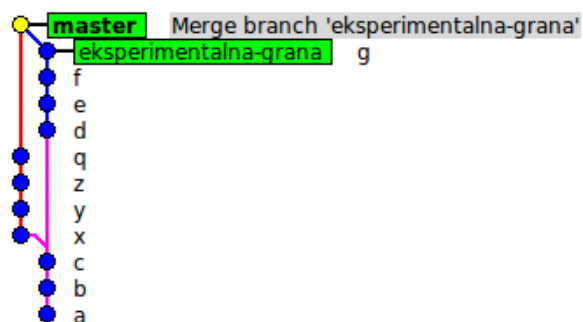 master Merge branch 'eksperimentalna-grana'
eksperimentalna-grana g
f
e
d
q
z
y
x
c
b
a